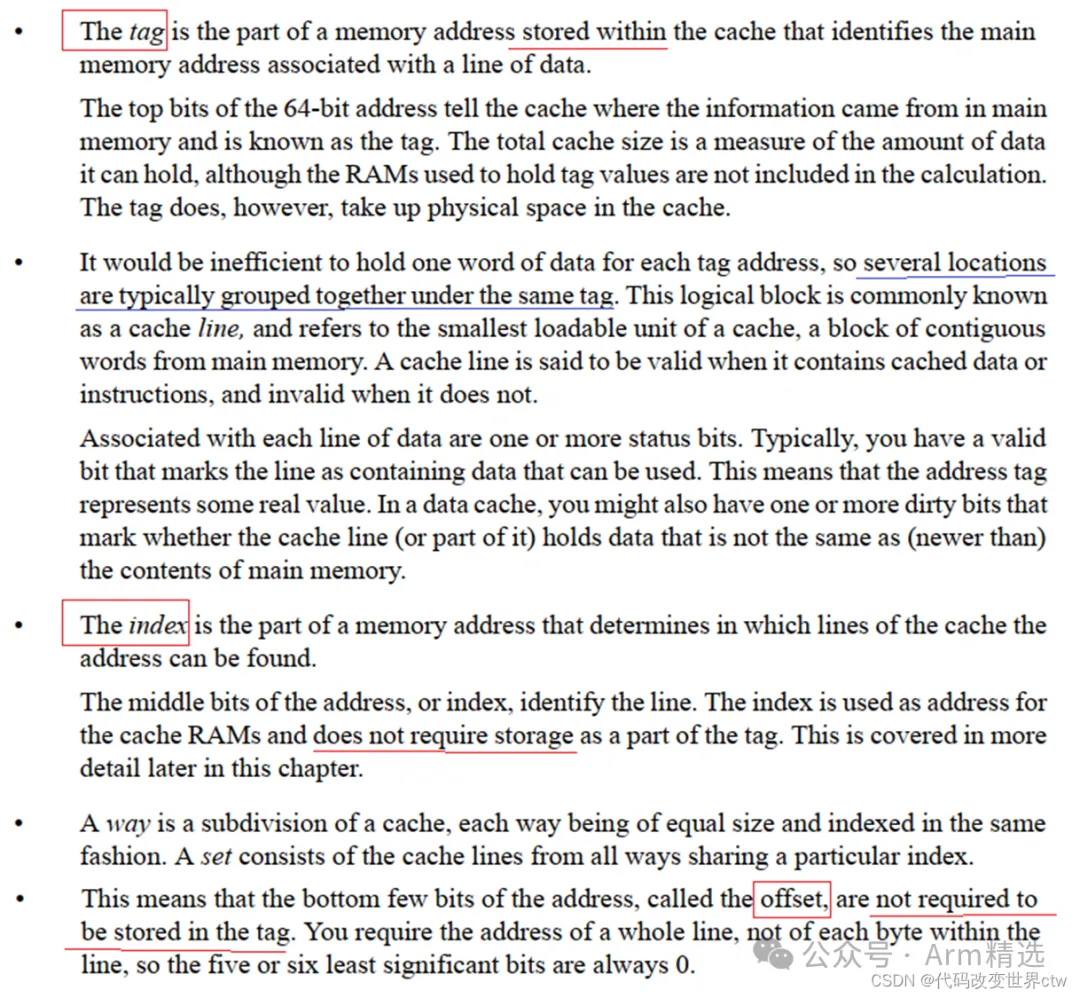 • The tag is the part of a memory address stored within the cache that identifies the main
memory address associated with a line of data.
The top bits of the 64-bit address tell the cache where the information came from in main
memory and is known as the tag. The total cache size is a measure of the amount of data
it can hold, although the RAMs used to hold tag values are not included in the calculation.
The tag does, however, take up physical space in the cache.
• It would be inefficient to hold one word of data for each tag address, so several locations
are typically grouped together under the same tag. This logical block is commonly known
as a cache line, and refers to the smallest loadable unit of a cache, a block of contiguous
words from main memory. A cache line is said to be valid when it contains cached data or
instructions, and invalid when it does not.
Associated with each line of data are one or more status bits. Typically, you have a valid
bit that marks the line as containing data that can be used. This means that the address tag
represents some real value. In a data cache, you might also have one or more dirty bits that
mark whether the cache line (or part of it) holds data that is not the same as (newer than)
the contents of main memory.
• The index is the part of a memory address that determines in which lines of the cache the
address can be found.
The middle bits of the address, or index, identify the line. The index is used as address for
the cache RAMs and does not require storage as a part of the tag. This is covered in more
detail later in this chapter.
• A way is a subdivision of a cache, each way being of equal size and indexed in the same
fashion. A set consists of the cache lines from all ways sharing a particular index.
• This means that the bottom few bits of the address, called the offset, are not required to
be stored in the tag. You require the address of a whole line, not of each byte within the
line, so the five or six least significant bits are always 0.
公众号 · Arm精选
CSDN @代码改变世界ctw